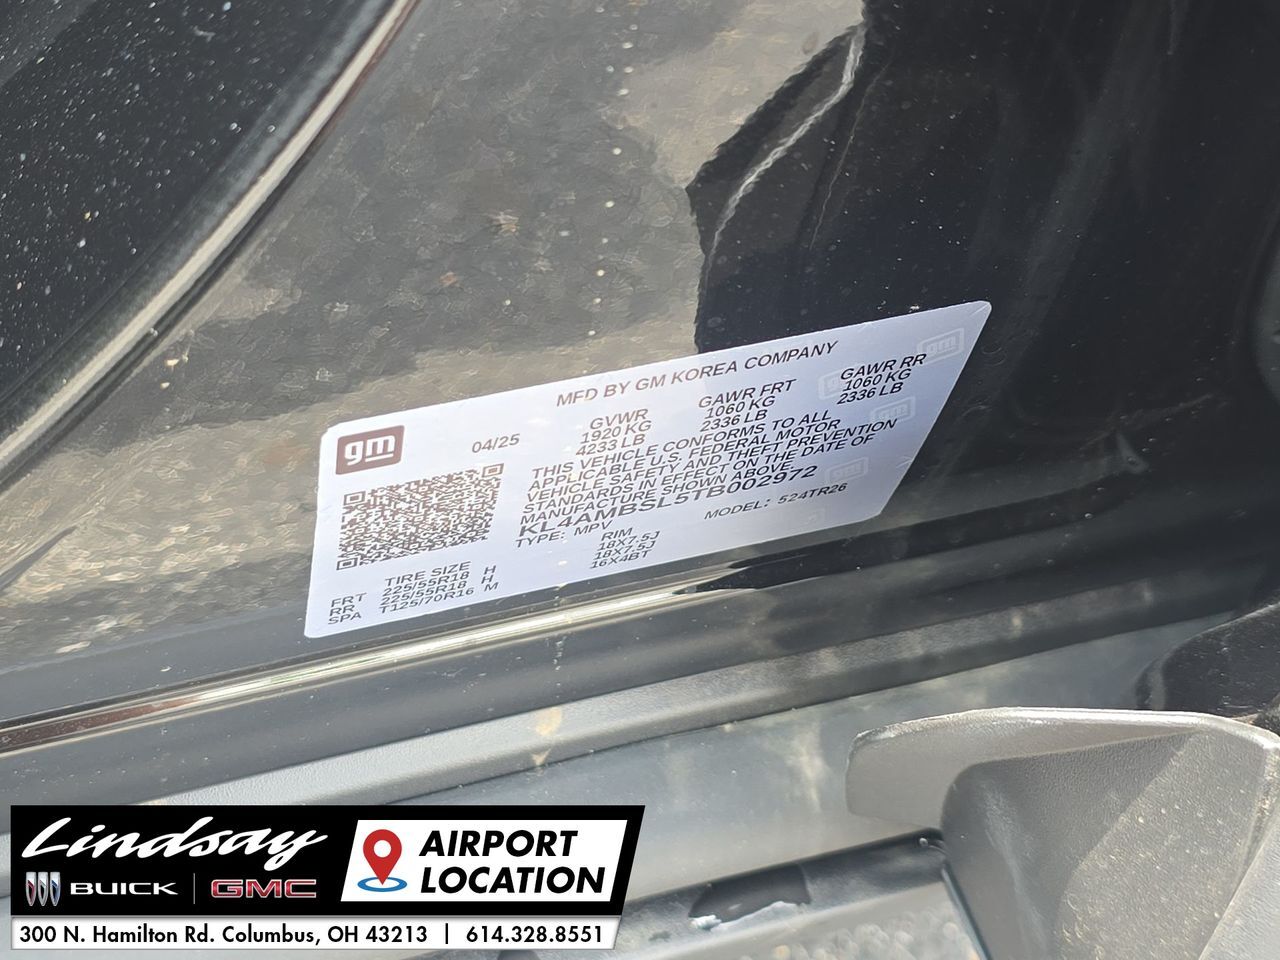 MFD BY GM KOREA COMPANY
gm
04/25
GVWR
1920 KG
4233 LB
GAWR FRT
1060 KG
2336 LB
GAWR RR
1060 KG
2336 LB
THIS VEHICLE CONFORMS TO ALL
APPLICABLE U.S. FEDERAL MOTOR
VEHICLE SAFETY AND THEFT PREVENTION
STANDARDS IN EFFECT ON THE DATE OF
MANUFACTURE SHOWN ABOVE.
KL4AMBSL5TB002972
TYPE: MPV MODEL: 524TR26
TIRE SIZE RIM
FRT 225/55R18 H 18X7.5J
RR 225/55R18 H 18X7.5J
SPA T125/70R16 M 16X4BT
gm
gm
gm
gm
Lindsay
BUICK | GMC
AIRPORT
LOCATION
300 N. Hamilton Rd. Columbus, OH 43213 | 614.328.8551